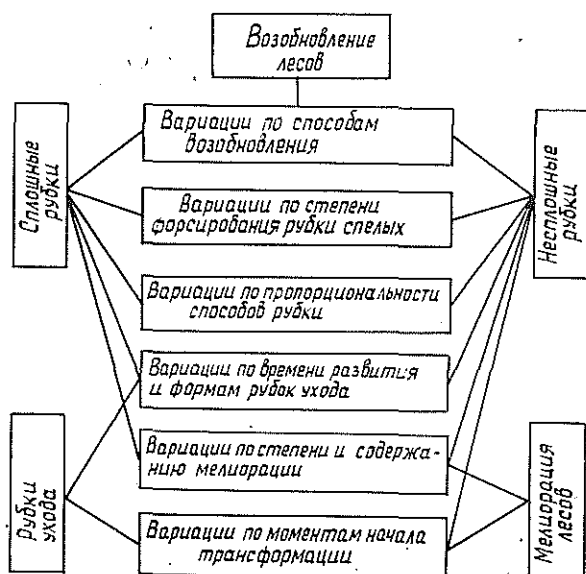 Возобновление
лесов
Сплошные
рубки
Вариации по способам
возобновления
Вариации по степени
форсирования рубки спелых
Вариации по пропорциональности
способов рубки
Вариации по времени развития
и формам рубок ухода
Вариации по степени и содержа-
нию мелиорации
Вариации по моментам начала
трансформации
Несплошные
рубки
Рубки
ухода
Мелиорация
лесов